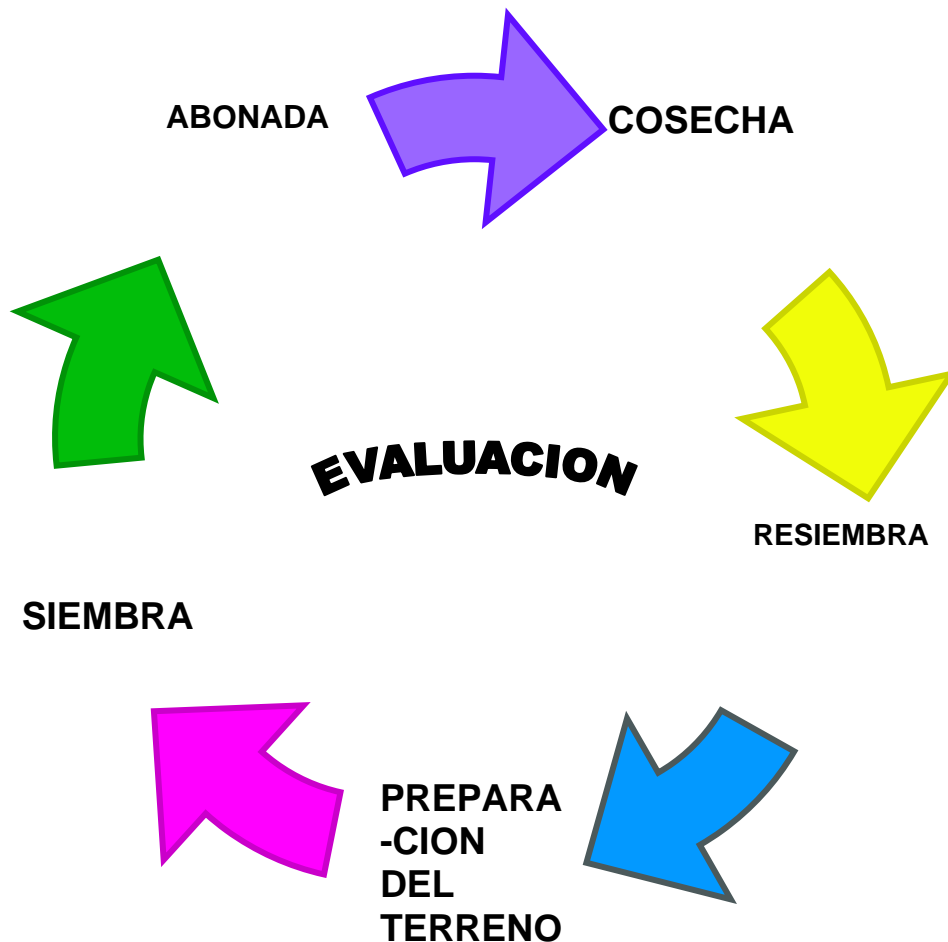 ABONADA
COSECHA
EVALUACION
RESIEMBRA
SIEMBRA
PREPARA
-CION
DEL
TERRENO